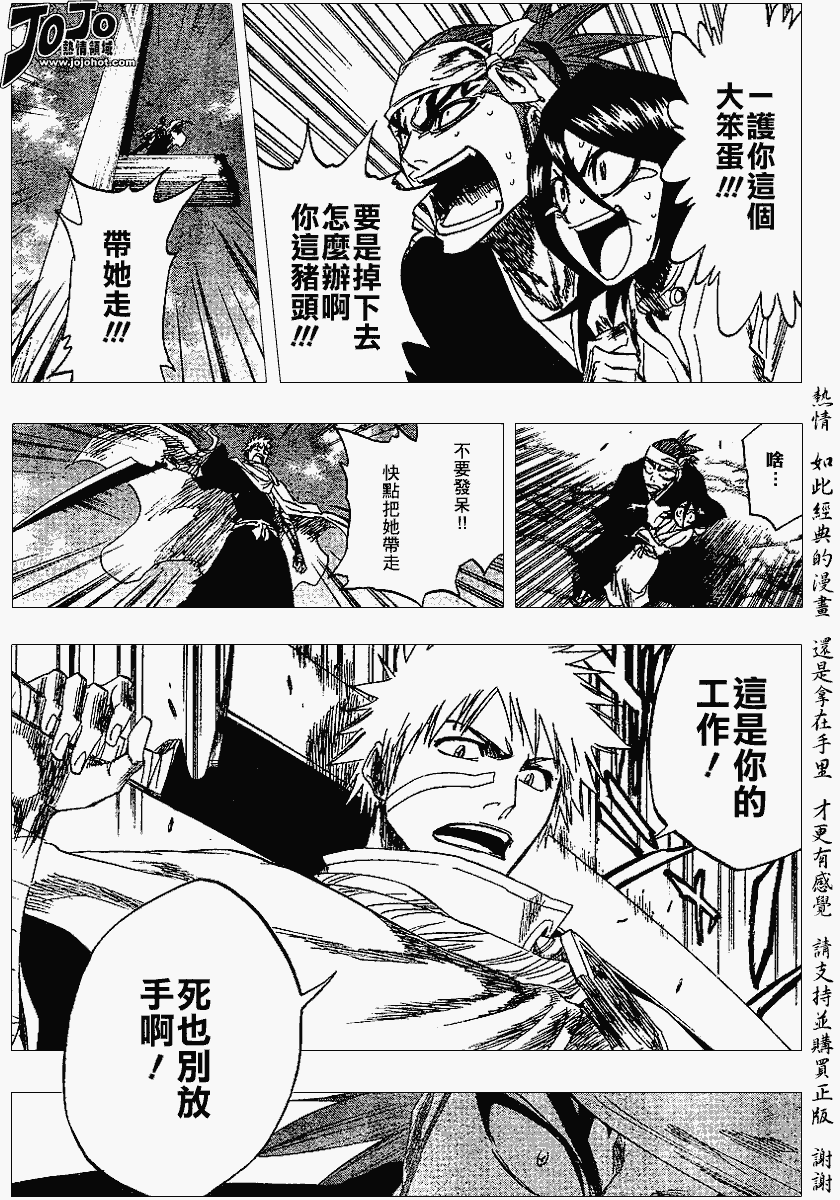 JOJO
熱情領域
www.jojohot.com
一護你這個
大笨蛋!!!
要是掉下去
怎麼辦啊
你這豬頭!!!
帶她走!!!
啥…
不要發呆!!
快點把她帶走
這是你的
工作!
死也別放
手啊!
熱情 如此經典的漫畫 還是拿在手里 才更有感覺 請支持並購買正版 謝謝